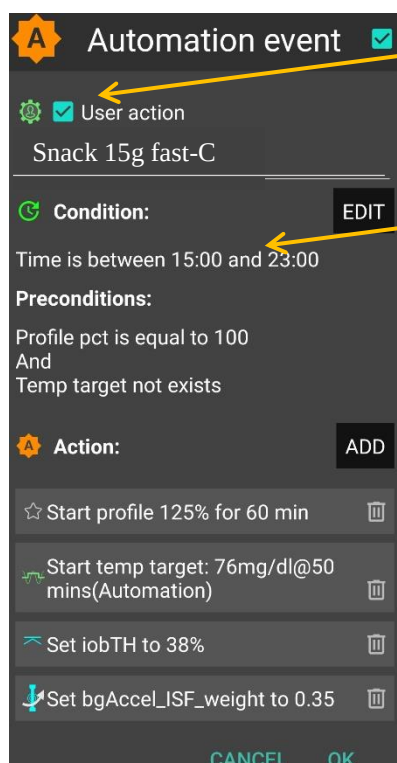 A Automation event
User action
Snack 15g fast-C
Condition:
EDIT
Time is between 15:00 and 23:00
Preconditions:
Profile pct is equal to 100
And
Temp target not exists
A Action:
ADD
Start profile 125% for 60 min
Start temp target: 76mg/dl@50
mins(Automation)
Set iobTH to 38%
Set bgAccel_ISF_weight to 0.35
CANCEL OK